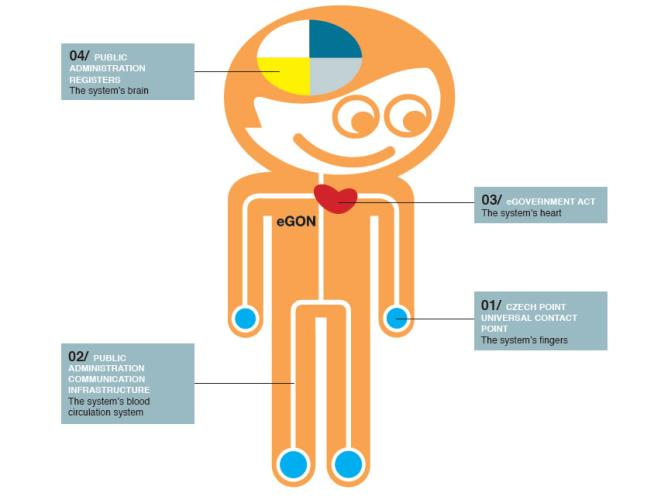 04/ PUBLIC
ADMINISTRATION
REGISTERS
The system's brain
03/ eGOVERNMENT ACT
The system's heart
eGON
01/ CZECH POINT
UNIVERSAL CONTACT
POINT
The system's fingers
02/ PUBLIC
ADMINISTRATION
COMMUNICATION
INFRASTRUCTURE
The system's blood
circulation system